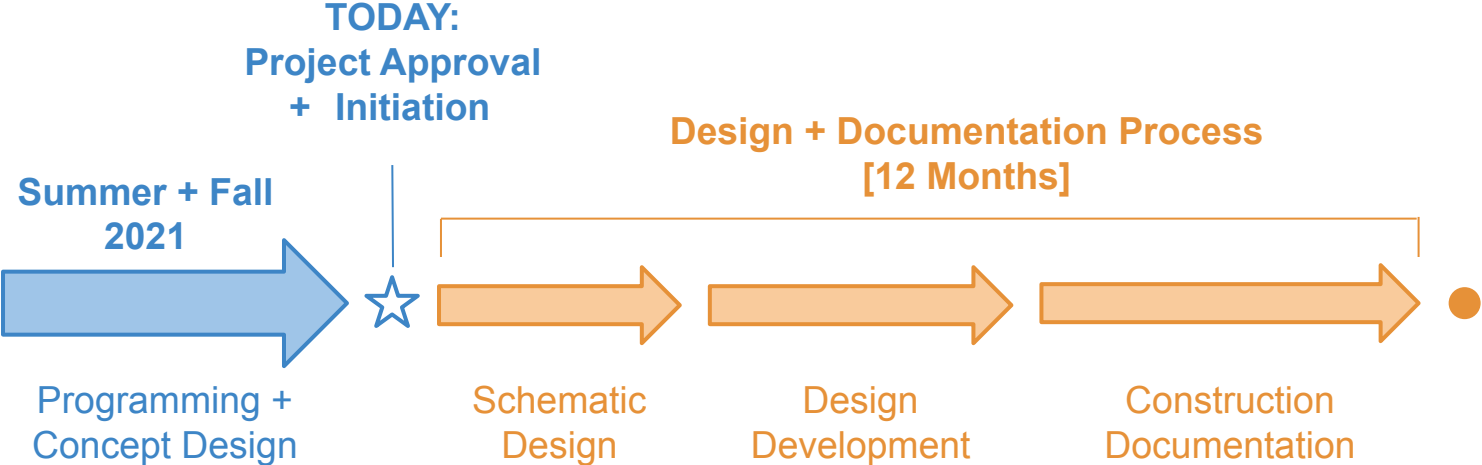 TODAY:
Project Approval
+ Initiation
Design + Documentation Process
[12 Months]
Summer + Fall
2021
Programming +
Concept Design
Schematic
Design
Design
Development
Construction
Documentation